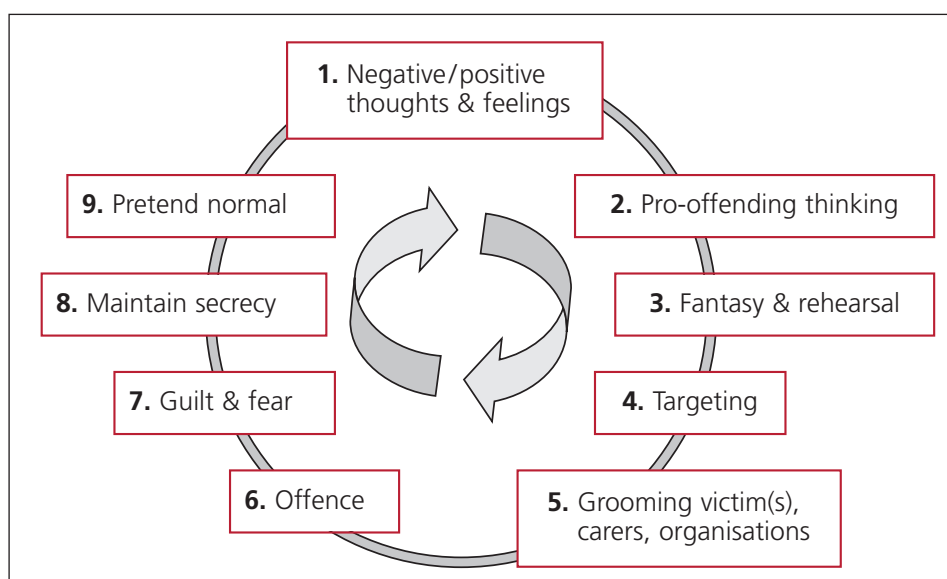 1. Negative/positive
thoughts & feelings
2. Pro-offending thinking
3. Fantasy & rehearsal
4. Targeting
5. Grooming victim(s),
carers, organisations
6. Offence
7. Guilt & fear
8. Maintain secrecy
9. Pretend normal